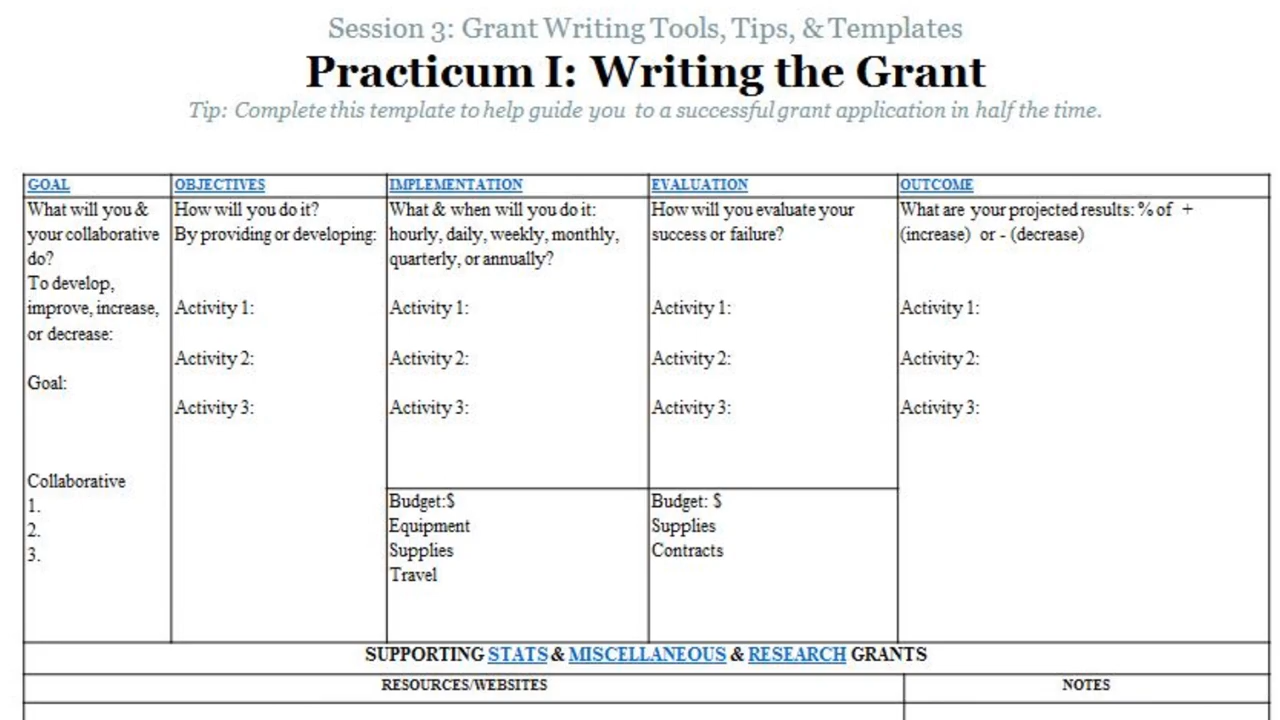 Session 3: Grant Writing Tools, Tips, & Templates
Practicum I: Writing the Grant
Tip: Complete this template to help guide you to a successful grant application in half the time.
GOAL
What will you &
your collaborative
do?
To develop,
improve, increase,
or decrease:
Goal:
Collaborative
1.
2.
3.
OBJECTIVES
How will you do it?
By providing or developing:
Activity 1:
Activity 2:
Activity 3:
IMPLEMENTATION
What & when will you do it:
hourly, daily, weekly, monthly,
quarterly, or annually?
Activity 1:
Activity 2:
Activity 3:
Budget:$
Equipment
Supplies
Travel
EVALUATION
How will you evaluate your
success or failure?
Activity 1:
Activity 2:
Activity 3:
Budget: $
Supplies
Contracts
OUTCOME
What are your projected results: % of +
(increase) or - (decrease)
Activity 1:
Activity 2:
Activity 3:
SUPPORTING STATS & MISCELLANEOUS & RESEARCH GRANTS
RESOURCES/WEBSITES
NOTES